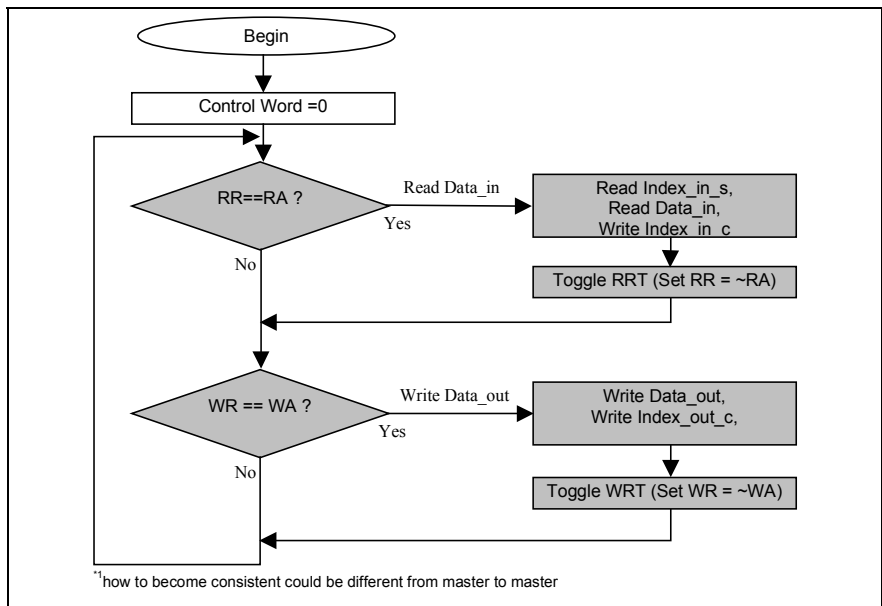 Begin
Control Word =0
RR==RA ?
Read Data_in
Yes
No
Read Index_in_s,
Read Data_in,
Write Index_in_c
Toggle RRT (Set RR = ~RA)
WR == WA ?
Write Data_out
Yes
No
Write Data_out,
Write Index_out_c,
Toggle WRT (Set WR = ~WA)
*1how to become consistent could be different from master to master